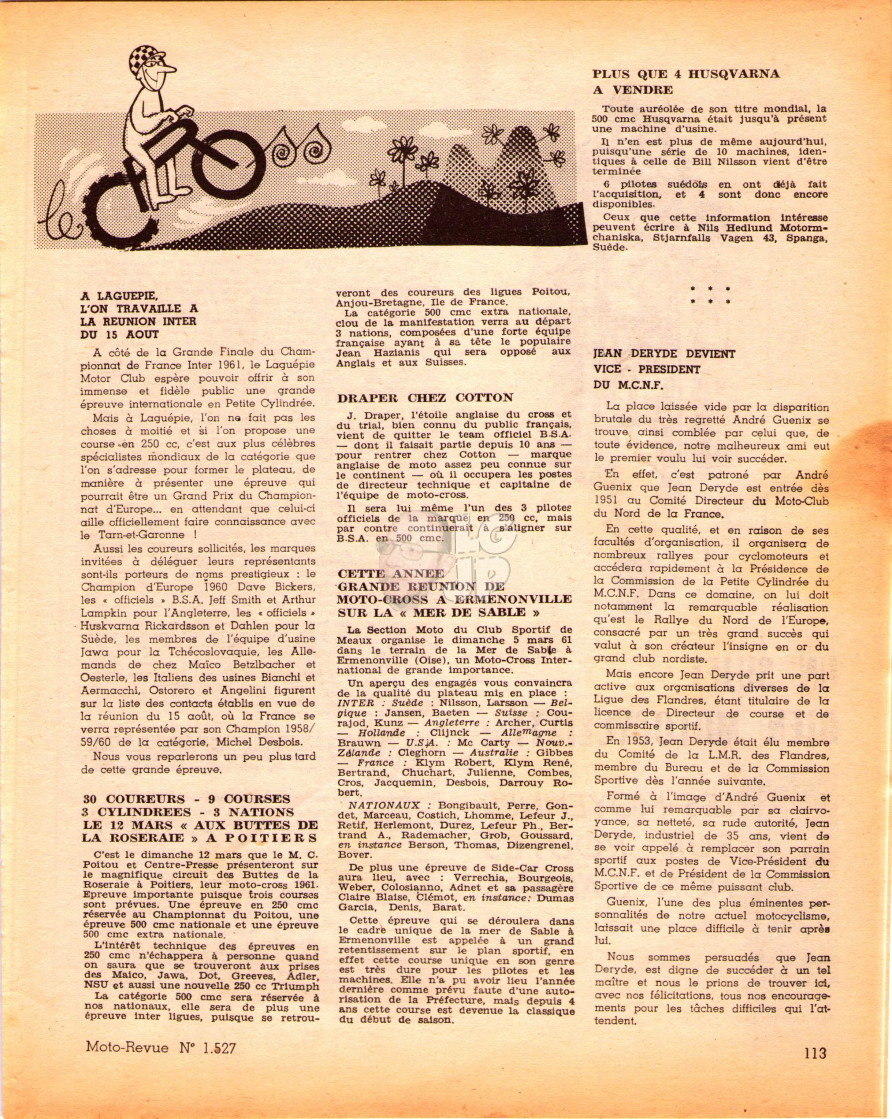 le Cross
PLUS QUE 4 HUSQVARNA
A VENDRE
Toute auréolée de son titre mondial, la
500 cmc Husqvarna était jusqu'à présent
une machine d'usine.
Il n'en est plus de même aujourd'hui,
puisqu'une série de 10 machines, iden-
tiques à celle de Bill Nilsson vient d'être
terminée
6 pilotes suédois en ont déjà fait
l'acquisition, et 4 sont donc encore
disponibles.
Ceux que cette information intéresse
peuvent écrire à Nils Hedlund Motorm-
chaniska, Stjarnfalls Vagen 43, Spanga,
Suède.
A LAGUEPIE,
L'ON TRAVAILLE A
LA REUNION INTER
DU 15 AOUT
A côté de la Grande Finale du Cham-
pionnat de France Inter 1961, le Laguépie
Motor Club espère pouvoir offrir à son
immense et fidèle public une grande
épreuve internationale en Petite Cylindrée.
Mais à Laguépie, l'on ne fait pas les
choses à moitié et si l'on propose une
course en 250 cc, c'est aux plus célèbres
spécialistes mondiaux de la catégorie que
l'on s'adresse pour former le plateau, de
manière à présenter une épreuve qui
pourrait être un Grand Prix du Champion-
nat d'Europe... en attendant que celui-ci
aille officiellement faire connaissance avec
le Tarn-et-Garonne !
Aussi les coureurs sollicités, les marques
invitées à déléguer leurs représentants
sont-ils porteurs de noms prestigieux : le
Champion d'Europe 1960 Dave Bickers,
les « officiels » B.S.A. Jeff Smith et Arthur
Lampkin pour l'Angleterre, les « officiels »
Huskvarna Rickardsson et Dahlen pour la
Suède, les membres de l'équipe d'usine
Jawa pour la Tchécoslovaquie, les Alle-
mands de chez Maïco Betzlbacher et
Oesterle, les Italiens des usines Bianchi et
Aermacchi, Ostorero et Angelini figurent
sur la liste des contacts établis en vue de
la réunion du 15 août, où la France se
verra représentée par son Champion 1958/
59/60 de la catégorie, Michel Desbois.
Nous vous reparlerons un peu plus tard
de cette grande épreuve.
30 COUREURS - 9 COURSES
3 CYLINDREES - 3 NATIONS
LE 12 MARS « AUX BUTTES DE
LA ROSERAIE » A POITIERS
C'est le dimanche 12 mars que le M. C.
Poitou et Centre-Presse présenteront sur
le magnifique circuit des Buttes de la
Roseraie à Poitiers, leur moto-cross 1961.
Epreuve importante puisque trois courses
sont prévues. Une épreuve en 250 cmc
réservée au Championnat du Poitou, une
épreuve 500 cmc nationale et une épreuve
500 cmc extra nationale.
L'intérêt technique des épreuves en
250 cmc n'échappera à personne quand
on saura que se trouveront aux prises
des Maico, Jawa, Dot, Greeves, Adler,
NSU et aussi une nouvelle 250 cc Triumph
La catégorie 500 cmc sera réservée à
nos nationaux, elle sera de plus une
épreuve inter ligues, puisque se retrou-
veront des coureurs des ligues Poitou,
Anjou-Bretagne, Ile de France.
La catégorie 500 cmc extra nationale,
clou de la manifestation verra au départ
3 nations, composées d'une forte équipe
française ayant à sa tête le populaire
Jean Hazianis qui sera opposé aux
Anglais et aux Suisses.
DRAPER CHEZ COTTON
J. Draper, l'étoile anglaise du cross et
du trial, bien connu du public français,
vient de quitter le team officiel B.S.A.
— dont il faisait partie depuis 10 ans —
pour rentrer chez Cotton — marque
anglaise de moto assez peu connue sur
le continent — où il occupera les postes
de directeur technique et capitaine de
l'équipe de moto-cross.
Il sera lui même l'un des 3 pilotes
officiels de la marque en 250 cc, mais
par contre continuerait à s'aligner sur
B.S.A. en 500 cmc.
CETTE ANNEE
GRANDE REUNION DE
MOTO-CROSS A ERMENONVILLE
SUR LA « MER DE SABLE »
La Section Moto du Club Sportif de
Meaux organise le dimanche 5 mars 61
dans le terrain de la Mer de Sable à
Ermenonville (Oise), un Moto-Cross Inter-
national de grande importance.
Un aperçu des engagés vous convaincra
de la qualité du plateau mis en place :
INTER : Suède : Nilsson, Larsson — Bel-
gique : Jansen, Baeten — Suisse : Cou-
rajod, Kunz — Angleterre : Archer, Curtis
— Hollande : Clijnck — Allemagne :
Brauwn — U.S.A. : Mc Carty — Nouv.-
Zélande : Cleghorn — Australie : Gibbes
— France : Klym Robert, Klym René,
Bertrand, Chuchart, Julienne, Combes,
Cros, Jacquemin, Desbois, Darrouy Ro-
bert.
NATIONAUX : Bongibault, Perre, Gon-
det, Marceau, Costich, Lhomme, Lefeur J.,
Retif, Herlemont, Durez, Lefeur Ph., Ber-
trand A., Rademacher, Grob, Goussard,
en instance Berson, Thomas, Dizengrenel,
Bover.
De plus une épreuve de Side-Car Cross
aura lieu, avec : Verrechia, Bourgeois,
Weber, Colosianno, Adnet et sa passagère
Claire Blaise, Clémot, en instance : Dumas
Garcia, Denis, Barat.
Cette épreuve qui se déroulera dans
le cadre unique de la mer de Sable à
Ermenonville est appelée à un grand
retentissement sur le plan sportif, en
effet cette course unique en son genre
est très dure pour les pilotes et les
machines. Elle n'a pu avoir lieu l'année
dernière comme prévu faute d'une auto-
risation de la Préfecture, mais depuis 4
ans cette course est devenue la classique
du début de saison.
* * *
* * *
JEAN DERYDE DEVIENT
VICE - PRESIDENT
DU M.C.N.F.
La place laissée vide par la disparition
brutale du très regretté André Guenix se
trouve ainsi comblée par celui que, de
toute évidence, notre malheureux ami eut
le premier voulu lui voir succéder.
En effet, c'est patroné par André
Guenix que Jean Deryde est entrée dès
1951 au Comité Directeur du Moto-Club
du Nord de la France.
En cette qualité, et en raison de ses
facultés d'organisation, il organisera de
nombreux rallyes pour cyclomoteurs et
accédera rapidement à la Présidence de
la Commission de la Petite Cylindrée du
M.C.N.F. Dans ce domaine, on lui doit
notamment la remarquable réalisation
qu'est le Rallye du Nord de l'Europe,
consacré par un très grand succès qui
valut à son créateur l'insigne en or du
grand club nordiste.
Mais encore Jean Deryde prit une part
active aux organisations diverses de la
Ligue des Flandres, étant titulaire de la
licence de Directeur de course et de
commissaitre sportif.
En 1953, Jean Deryde était élu membre
du Comité de la L.M.R. des Flandres,
membre du Bureau et de la Commission
Sportive dès l'année suivante.
Formé à l'image d'André Guenix et
comme lui remarquable par sa clairvo-
yance, sa netteté, sa rude autorité, Jean
Deryde, industriel de 35 ans, vient de
se voir appelé à remplacer son parrain
sportif aux postes de Vice-Président du
M.C.N.F. et de Président de la Commission
Sportive de ce même puissant club.
Guenix, l'une des plus éminentes per-
sonnalités de notre actuel motocyclisme,
laissait une place difficile à tenir après
lui.
Nous sommes persuadés que Jean
Deryde, est digne de succéder à un tel
maître et nous le prions de trouver ici,
avec nos félicitations, tous nos encourage-
ments pour les tâches difficiles qui l'at-
tendent.
Moto-Revue N° 1.527
113